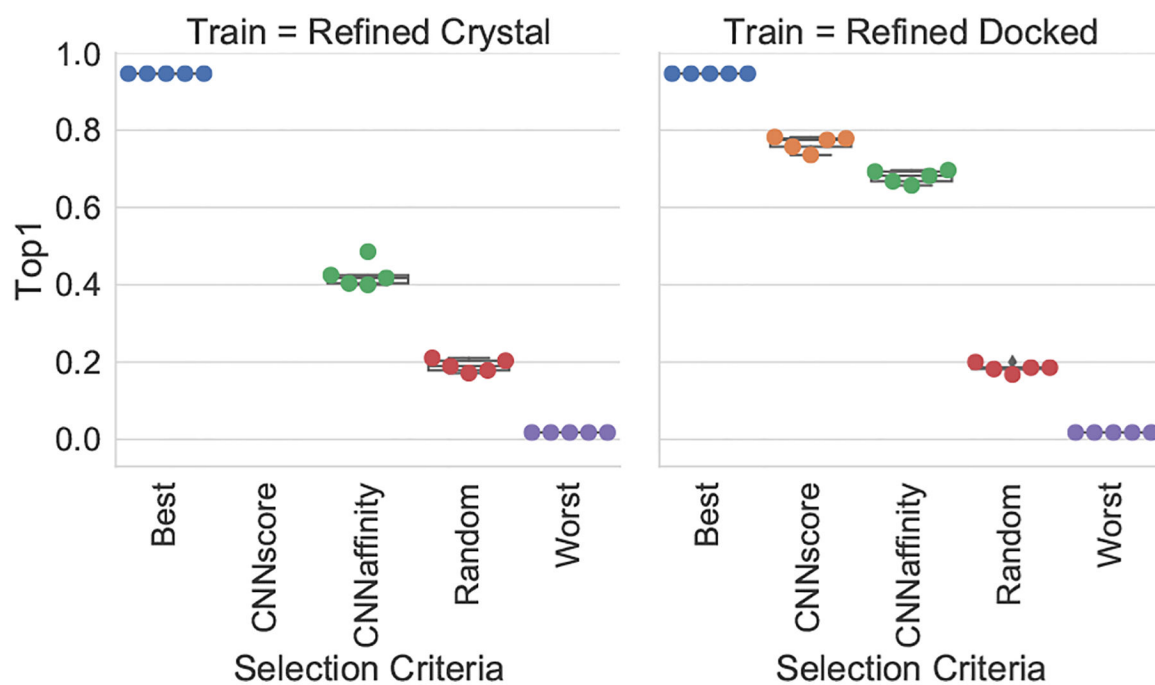 Train = Refined Crystal
Train = Refined Docked
Top1
1.0
0.8
0.6
0.4
0.2
0.0
Best
CNNscore
CNNaffinity
Random
Worst
Best
CNNscore
CNNaffinity
Random
Worst
Selection Criteria
Selection Criteria